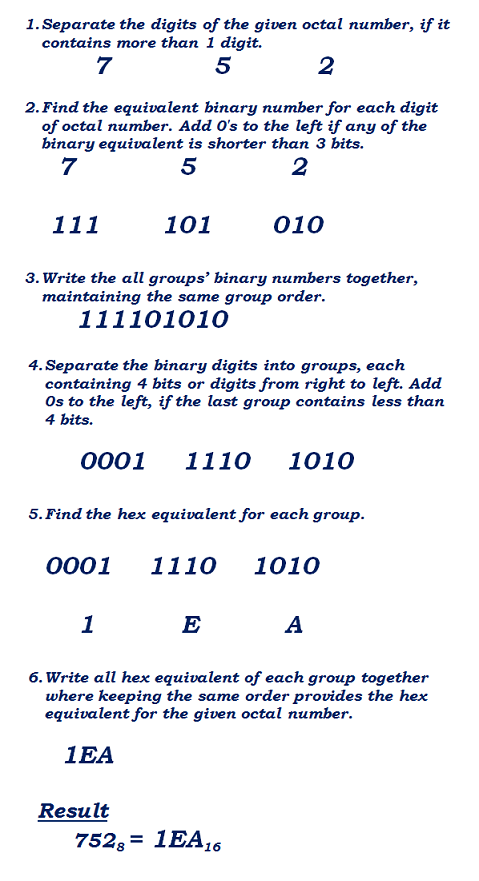 1. Separate the digits of the given octal number, if it
contains more than 1 digit.
7 5 2
2. Find the equivalent binary number for each digit
of octal number. Add 0's to the left if any of the
binary equivalent is shorter than 3 bits.
7 5 2
111 101 010
3. Write the all groups’ binary numbers together,
maintaining the same group order.
111101010
4. Separate the binary digits into groups, each
containing 4 bits or digits from right to left. Add
0s to the left, if the last group contains less than
4 bits.
0001 1110 1010
5. Find the hex equivalent for each group.
0001 1110 1010
1 E A
6. Write all hex equivalent of each group together
where keeping the same order provides the hex
equivalent for the given octal number.
1EA
Result
752₈ = 1EA₁₆